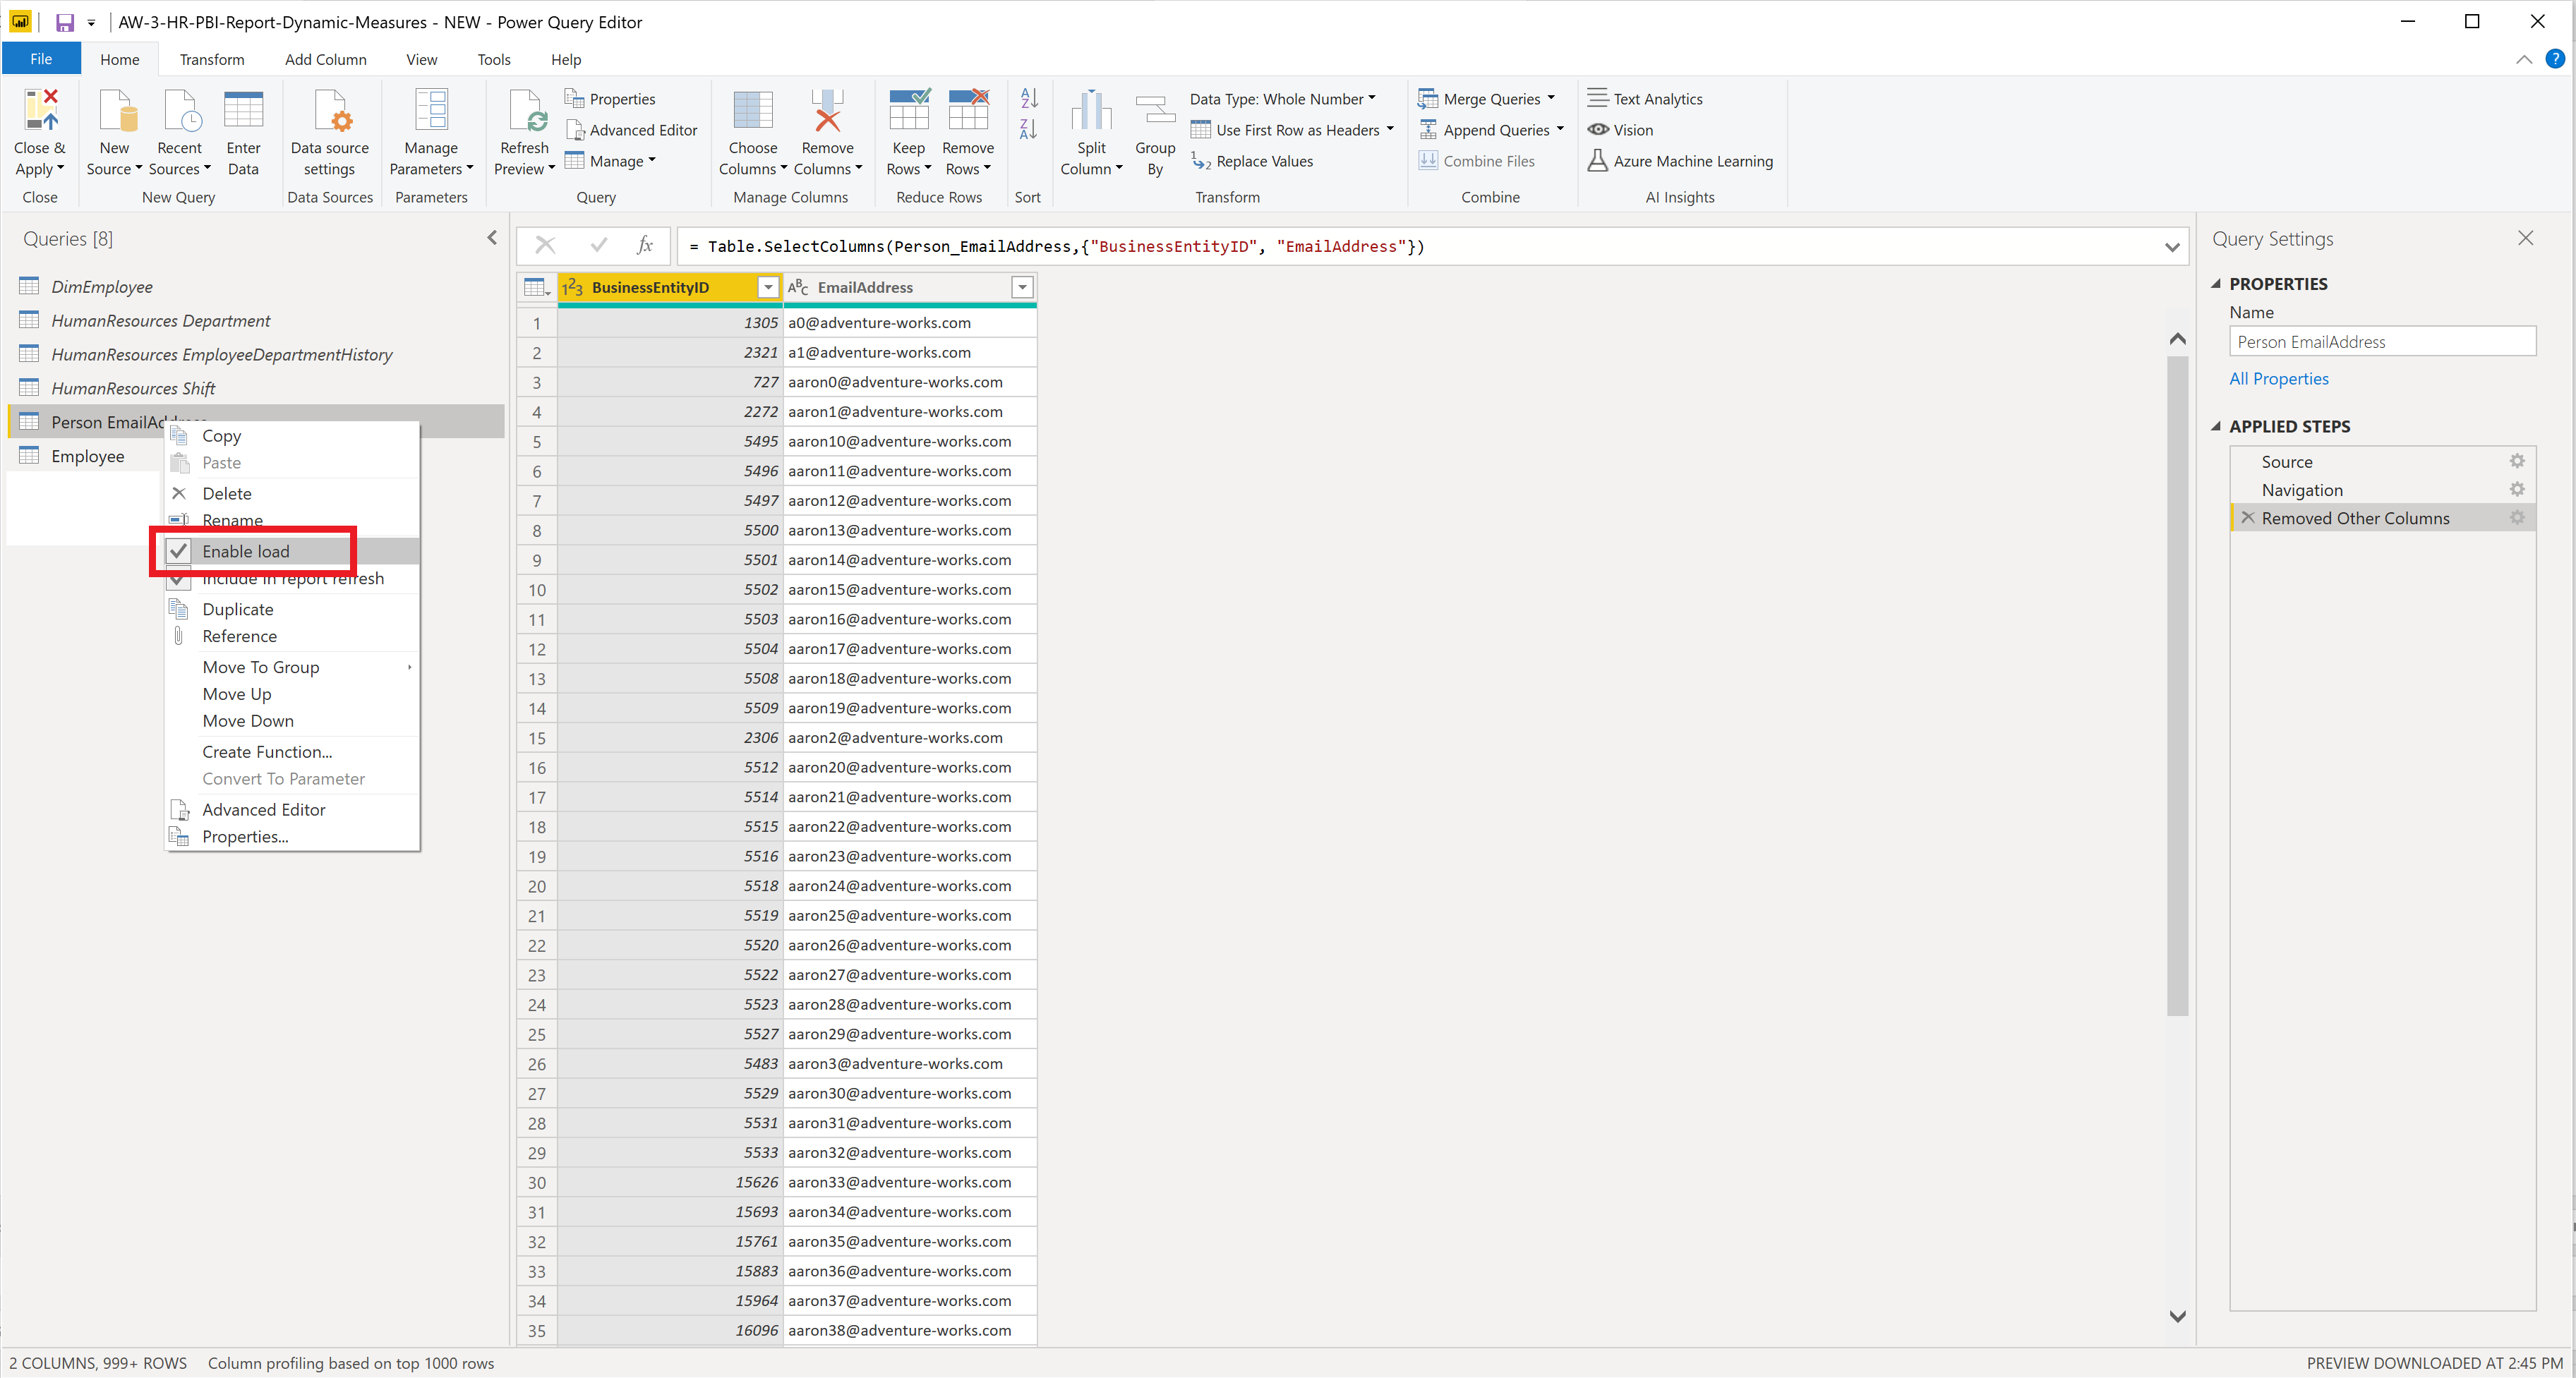 AW-3-HR-PBI-Report-Dynamic-Measures - NEW - Power Query Editor
File Home Transform Add Column View Tools Help
Close & Apply
Close
New Source
Recent Sources
Enter Data
New Query
Data source settings
Data Sources
Manage Parameters
Parameters
Refresh Preview
Properties
Advanced Editor
Manage
Query
Choose Columns
Remove Columns
Manage Columns
Keep Rows
Remove Rows
Reduce Rows
Sort
Split Column
Group By
Data Type: Whole Number
Use First Row as Headers
Replace Values
Transform
Merge Queries
Append Queries
Combine Files
Combine
Text Analytics
Vision
Azure Machine Learning
AI Insights
Queries [8]
DimEmployee
HumanResources Department
HumanResources EmployeeDepartmentHistory
HumanResources Shift
Person EmailAddress
Employee
Copy
Paste
Delete
Rename
Enable load
Include in report refresh
Duplicate
Reference
Move To Group
Move Up
Move Down
Create Function...
Convert To Parameter
Advanced Editor
Properties...
fx = Table.SelectColumns(Person_EmailAddress,{"BusinessEntityID", "EmailAddress"})
123 BusinessEntityID ABC EmailAddress
1 1305 a0@adventure-works.com
2 2321 a1@adventure-works.com
3 727 aaron0@adventure-works.com
4 2272 aaron1@adventure-works.com
5 5495 aaron10@adventure-works.com
6 5496 aaron11@adventure-works.com
7 5497 aaron12@adventure-works.com
8 5500 aaron13@adventure-works.com
9 5501 aaron14@adventure-works.com
10 5502 aaron15@adventure-works.com
11 5503 aaron16@adventure-works.com
12 5504 aaron17@adventure-works.com
13 5508 aaron18@adventure-works.com
14 5509 aaron19@adventure-works.com
15 2306 aaron2@adventure-works.com
16 5512 aaron20@adventure-works.com
17 5514 aaron21@adventure-works.com
18 5515 aaron22@adventure-works.com
19 5516 aaron23@adventure-works.com
20 5518 aaron24@adventure-works.com
21 5519 aaron25@adventure-works.com
22 5520 aaron26@adventure-works.com
23 5522 aaron27@adventure-works.com
24 5523 aaron28@adventure-works.com
25 5527 aaron29@adventure-works.com
26 5483 aaron3@adventure-works.com
27 5529 aaron30@adventure-works.com
28 5531 aaron31@adventure-works.com
29 5533 aaron32@adventure-works.com
30 15626 aaron33@adventure-works.com
31 15693 aaron34@adventure-works.com
32 15761 aaron35@adventure-works.com
33 15883 aaron36@adventure-works.com
34 15964 aaron37@adventure-works.com
35 16096 aaron38@adventure-works.com
Query Settings
PROPERTIES
Name
Person EmailAddress
All Properties
APPLIED STEPS
Source
Navigation
Removed Other Columns
2 COLUMNS, 999+ ROWS Column profiling based on top 1000 rows
PREVIEW DOWNLOADED AT 2:45 PM